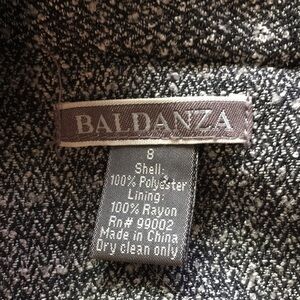 BALDANZA
8
Shell:
100% Polyester
Lining:
100% Rayon
Rn# 99002
Made in China
Dry clean only